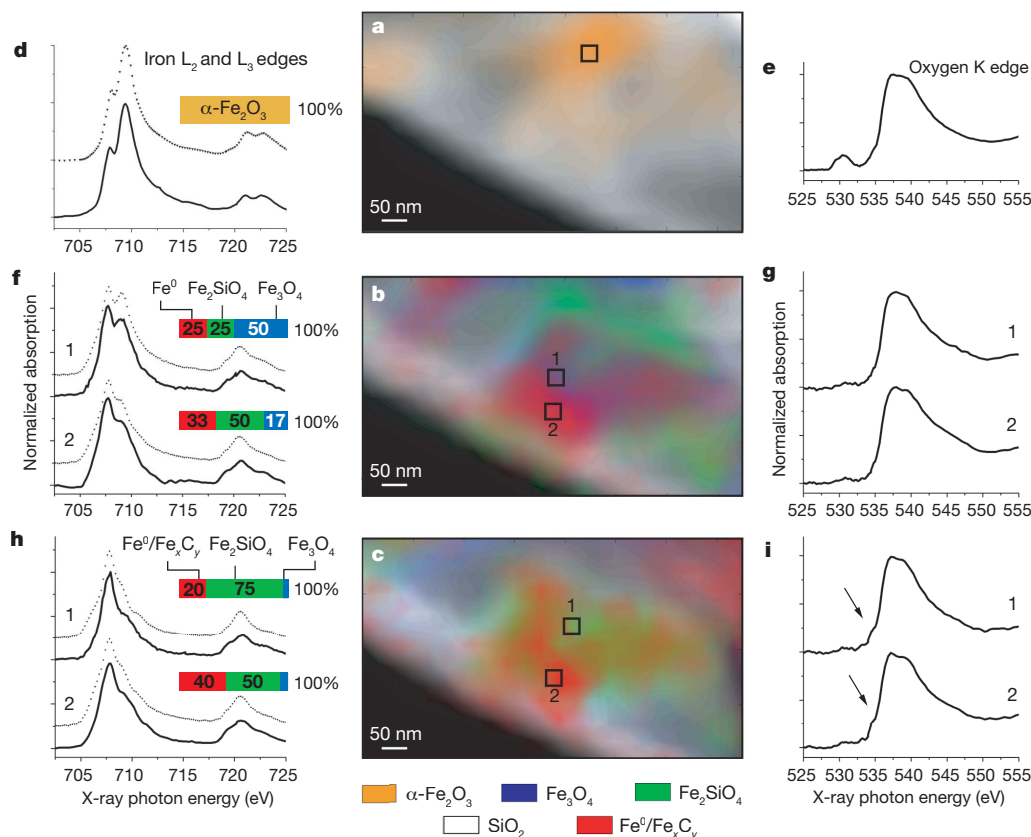 a
d
Iron L₂ and L₃ edges
α-Fe₂O₃ 100%
705 710 715 720 725
50 nm
e
Oxygen K edge
525 530 535 540 545 550 555
f
Fe⁰ Fe₂SiO₄ Fe₃O₄
25 25 50 100%
1
33 50 17 100%
2
705 710 715 720 725
Normalized absorption
b
1
2
50 nm
g
1
2
525 530 535 540 545 550 555
Normalized absorption
h
Fe⁰/FeₓCᵧ Fe₂SiO₄ Fe₃O₄
20 75 100%
1
40 50 100%
2
705 710 715 720 725
X-ray photon energy (eV)
c
1
2
50 nm
i
1
2
525 530 535 540 545 550 555
X-ray photon energy (eV)
α-Fe₂O₃ Fe₃O₄ Fe₂SiO₄
SiO₂ Fe⁰/FeₓCᵧ